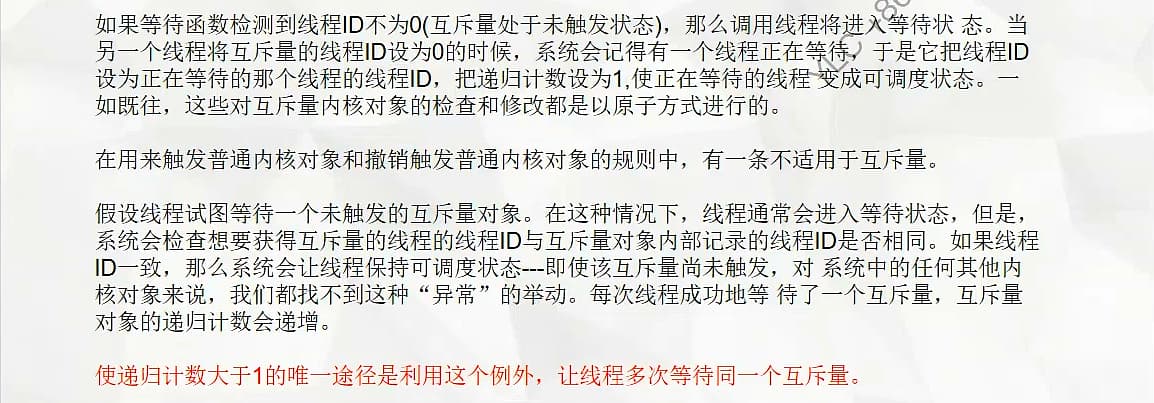 如果等待函数检测到线程ID不为0(互斥量处于未触发状态)，那么调用线程将进入等待状 态。当
另一个线程将互斥量的线程ID设为0的时候，系统会记得有一个线程正在等待，于是它把线程ID
设为正在等待的那个线程的线程ID，把递归计数设为1,使正在等待的线程 变成可调度状态。一
如既往，这些对互斥量内核对象的检查和修改都是以原子方式进行的。
在用来触发普通内核对象和撤销触发普通内核对象的规则中，有一条不适用于互斥量。
假设线程试图等待一个未触发的互斥量对象。在这种情况下，线程通常会进入等待状态，但是，
系统会检查想要获得互斥量的线程的线程ID与互斥量对象内部记录的线程ID是否相同。如果线程
ID一致，那么系统会让线程保持可调度状态---即使该互斥量尚未触发，对 系统中的任何其他内
核对象来说，我们都找不到这种“异常”的举动。每次线程成功地等 待了一个互斥量，互斥量
对象的递归计数会递增。
使递归计数大于1的唯一途径是利用这个例外，让线程多次等待同一个互斥量。